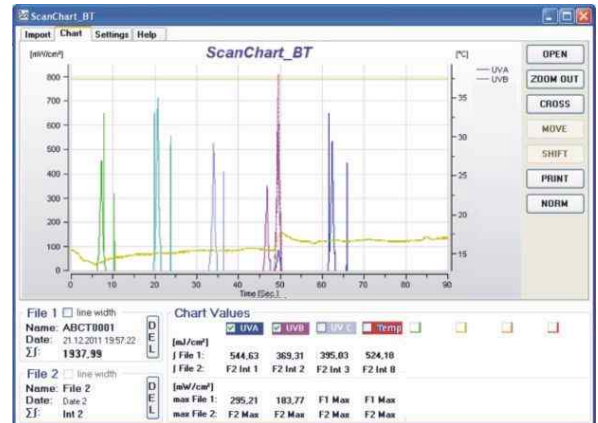 ScanChart_BT
Import Chart Settings Help
ScanChart_BT
[mW/cm²] [°C]
UVA
UVB
800
700
600
500
400
300
200
100
0
35
30
25
20
15
0 10 20 30 40 50 60 70 80 90
Time [Sec.]
OPEN
ZOOM OUT
CROSS
MOVE
SHIFT
PRINT
NORM
File 1 line width
Name: ABCT0001
Date: 21.12.2011 19:57:22
Σ∫: 1937,99
DEL
File 2 line width
Name: File 2
Date: Date 2
Σ∫: Int 2
DEL
Chart Values
UVA UVB UV C Temp
[mJ/cm²]
∫ File 1: 544,63 369,31 395,03 524,18
∫ File 2: F2 Int 1 F2 Int 2 F2 Int 3 F2 Int 8
[mW/cm²]
max File 1: 295,21 183,77 F1 Max F1 Max
max File 2: F2 Max F2 Max F2 Max F2 Max